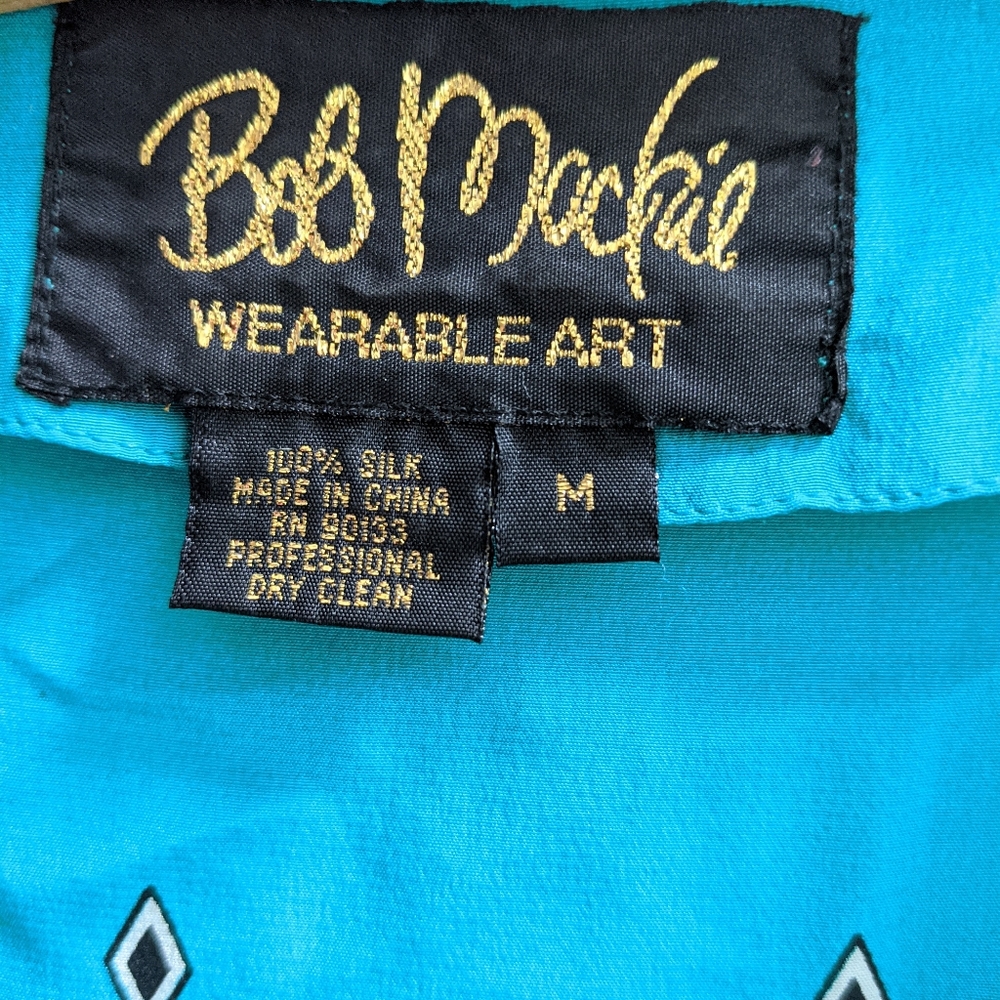 Bob Mackie
WEARABLE ART
100% SILK
MADE IN CHINA
RN 90133
PROFESSIONAL
DRY CLEAN
M